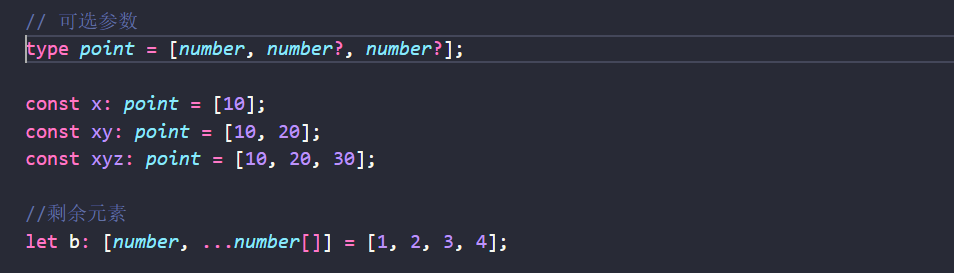 // 可选参数
type point = [number, number?, number?];
const x: point = [10];
const xy: point = [10, 20];
const xyz: point = [10, 20, 30];
//剩余元素
let b: [number, ...number[]] = [1, 2, 3, 4];